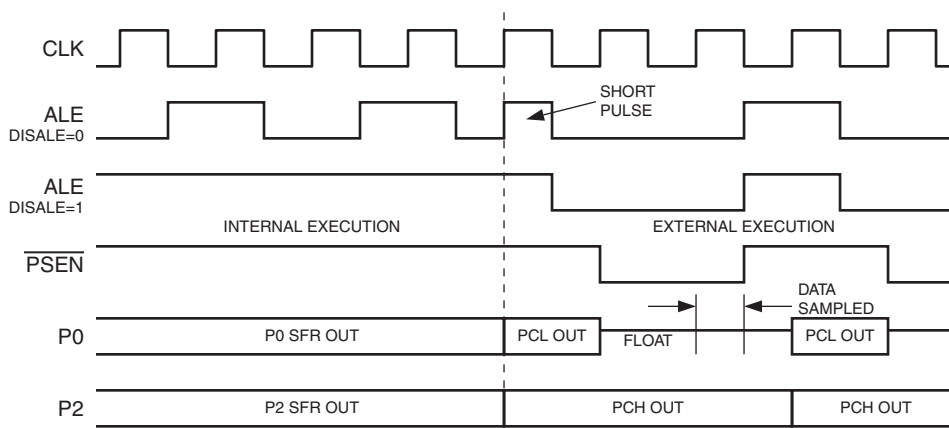 CLK
ALE
DISALE=0
SHORT
PULSE
ALE
DISALE=1
INTERNAL EXECUTION
EXTERNAL EXECUTION
PSEN
DATA
SAMPLED
P0
P0 SFR OUT
PCL OUT
FLOAT
PCL OUT
P2
P2 SFR OUT
PCH OUT
PCH OUT